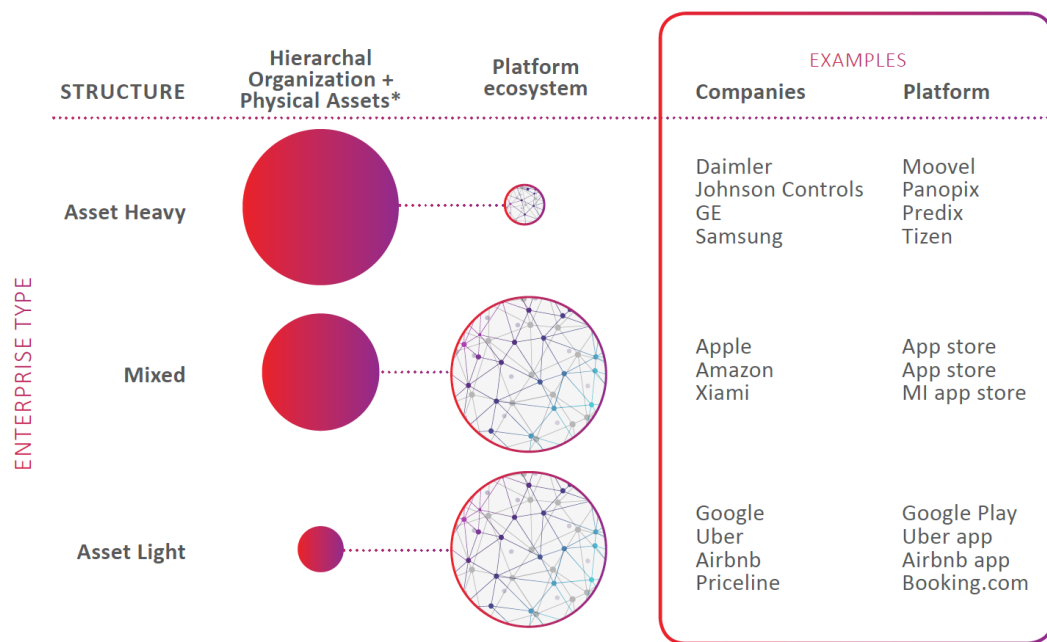 EXAMPLES
STRUCTURE
Hierarchal
Organization +
Physical Assets*
Platform
ecosystem
Companies
Platform
ENTERPRISE TYPE
Asset Heavy
Daimler
Moovel
Johnson Controls
Panopix
GE
Predix
Samsung
Tizen
Mixed
Apple
App store
Amazon
App store
Xiami
MI app store
Asset Light
Google
Google Play
Uber
Uber app
Airbnb
Airbnb app
Priceline
Booking.com